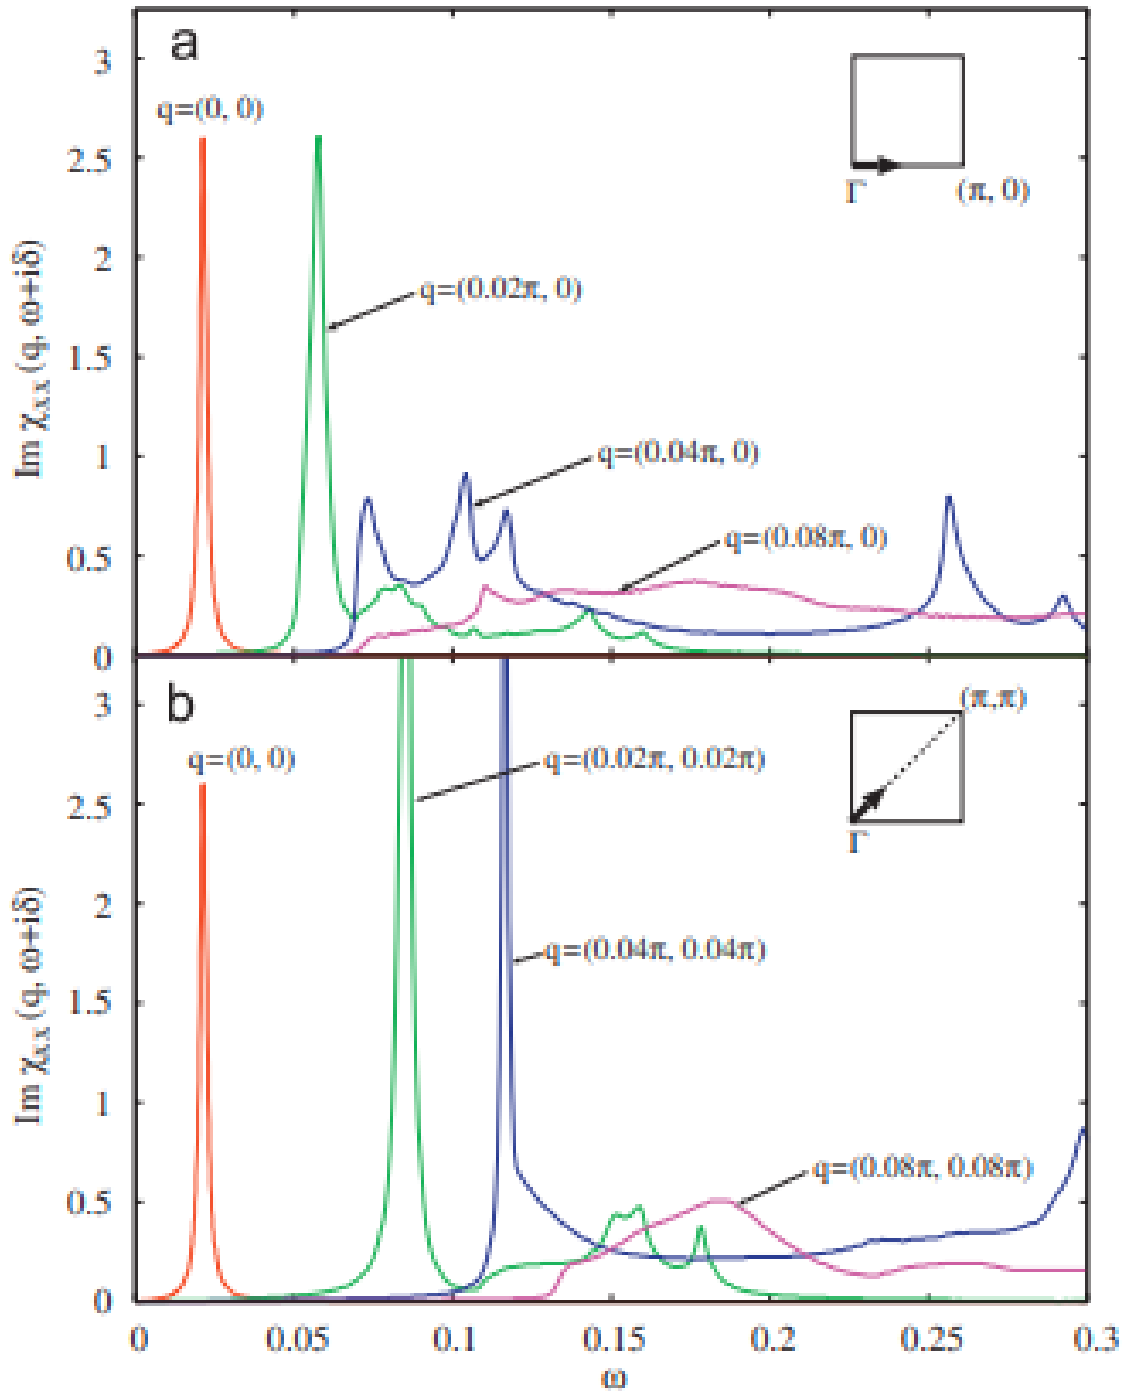 a
3
2.5
2
1.5
1
0.5
0
Im χxx (q, ω+iδ)
q=(0, 0)
q=(0.02π, 0)
q=(0.04π, 0)
q=(0.08π, 0)
Γ
(π, 0)
b
3
2.5
2
1.5
1
0.5
0
Im χxx (q, ω+iδ)
q=(0, 0)
q=(0.02π, 0.02π)
q=(0.04π, 0.04π)
q=(0.08π, 0.08π)
(π,π)
Γ
0 0.05 0.1 0.15 0.2 0.25 0.3
ω